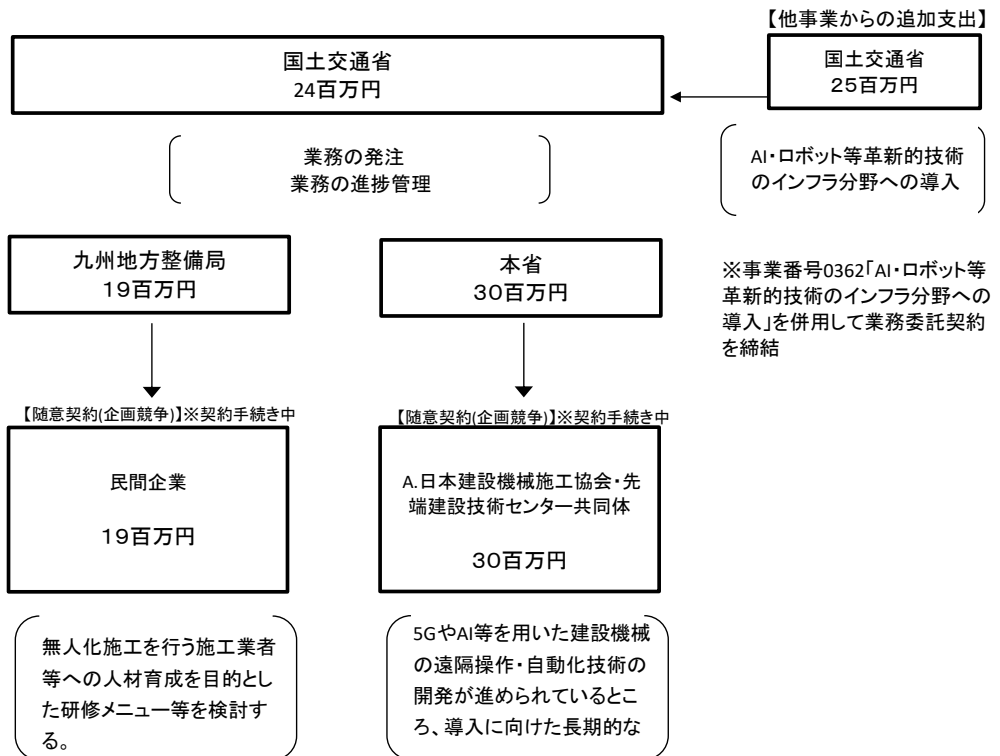 【他事業からの追加支出】
国土交通省
24百万円
国土交通省
25百万円
業務の発注
業務の進捗管理
AI・ロボット等革新的技術
のインフラ分野への導入
九州地方整備局
19百万円
本省
30百万円
※事業番号0362「AI・ロボット等
革新的技術のインフラ分野への
導入」を併用して業務委託契約
を締結
【随意契約(企画競争)】※契約手続き中
民間企業
19百万円
【随意契約(企画競争)】※契約手続き中
A.日本建設機械施工協会・先
端建設技術センター共同体
30百万円
無人化施工を行う施工業者
等への人材育成を目的とし
た研修メニュー等を検討す
る。
5GやAI等を用いた建設機械
の遠隔操作・自動化技術の
開発が進められているとこ
ろ、導入に向けた長期的な